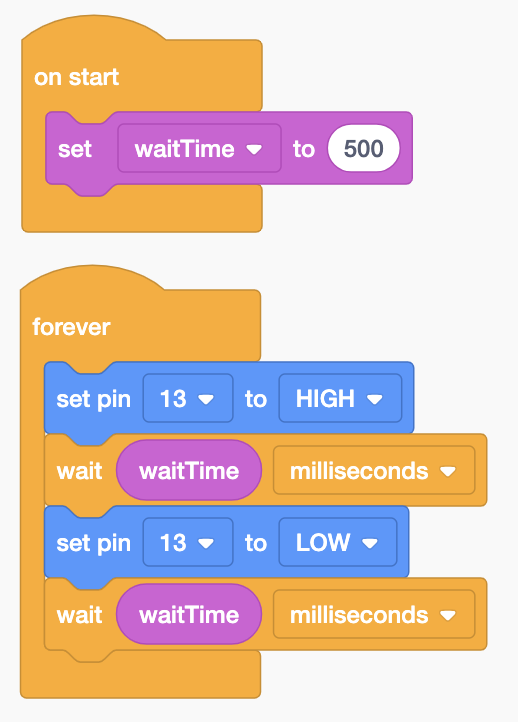 on start
set waitTime to 500
forever
set pin 13 to HIGH
wait waitTime milliseconds
set pin 13 to LOW
wait waitTime milliseconds